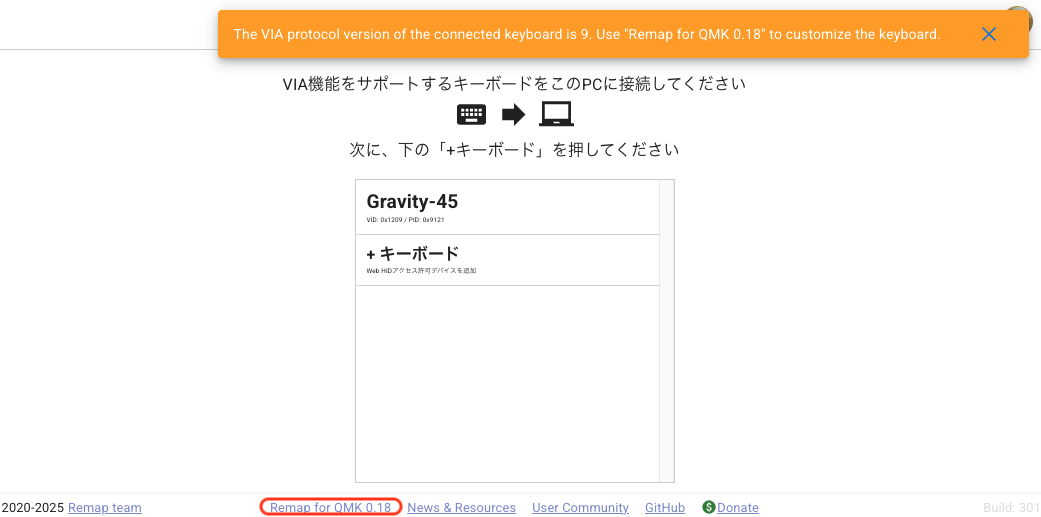 The VIA protocol version of the connected keyboard is 9. Use "Remap for QMK 0.18" to customize the keyboard.
VIA機能をサポートするキーボードをこのPCに接続してください
次に、下の「+キーボード」を押してください
Gravity-45
VID: 0x1209 / PID: 0x9121
+ キーボード
Web HIDアクセス許可デバイスを追加
2020-2025 Remap team Remap for QMK 0.18 News & Resources User Community GitHub $ Donate Build: 301